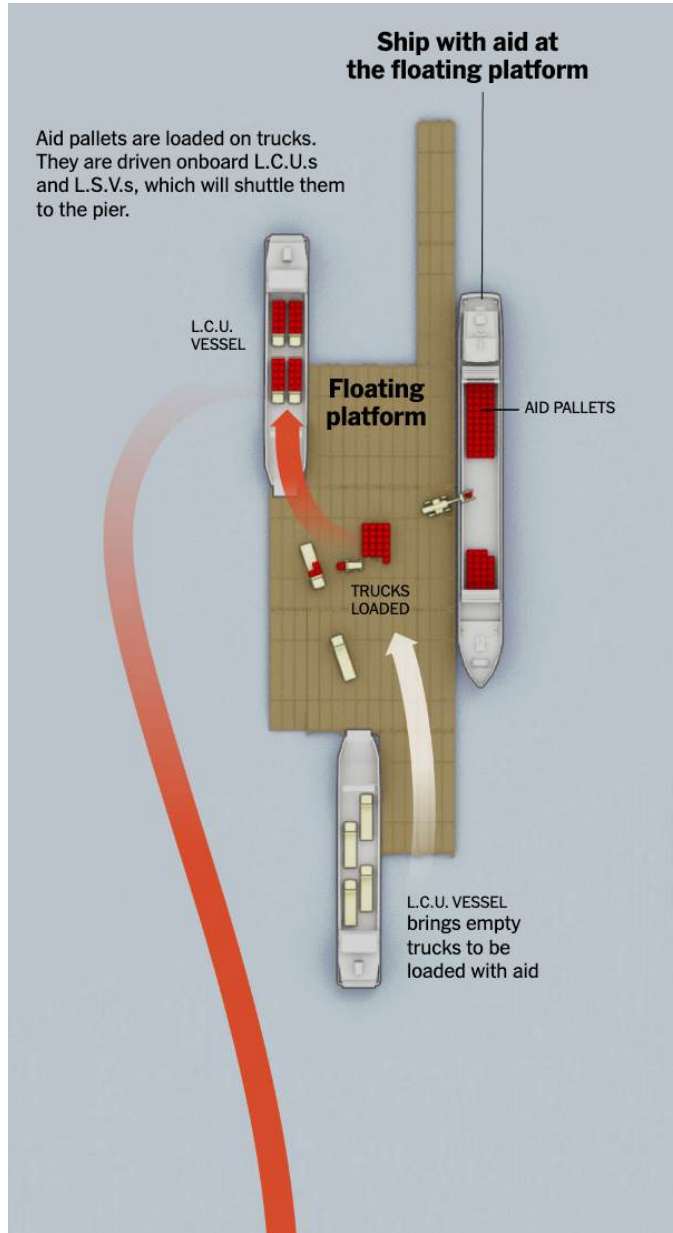 Ship with aid at
the floating platform
Aid pallets are loaded on trucks.
They are driven onboard L.C.U.s
and L.S.V.s, which will shuttle them
to the pier.
L.C.U.
VESSEL
Floating
platform
AID PALLETS
TRUCKS
LOADED
L.C.U. VESSEL
brings empty
trucks to be
loaded with aid